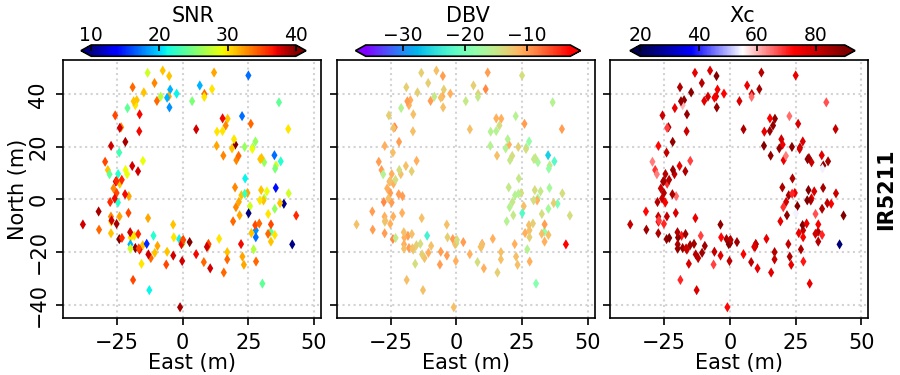 SNR DBV Xc
10 20 30 40 −30 −20 −10 20 40 60 80
40
20
0
−20
−40
North (m)
IR5211
−25 0 25 50 −25 0 25 50 −25 0 25 50
East (m) East (m) East (m)